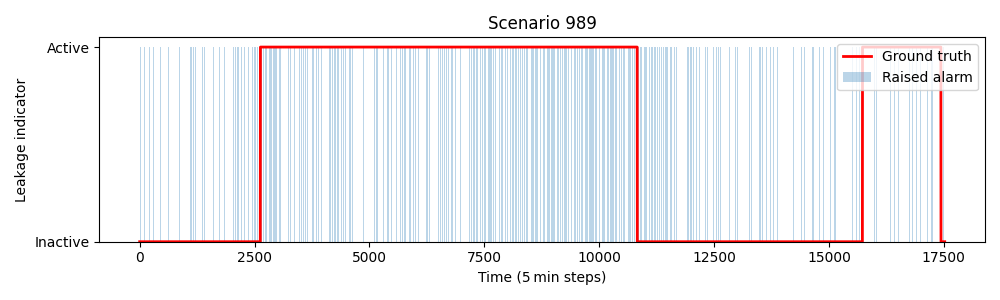 Scenario 989
Leakage indicator
Active
Inactive
Ground truth
Raised alarm
0 2500 5000 7500 10000 12500 15000 17500
Time (5 min steps)